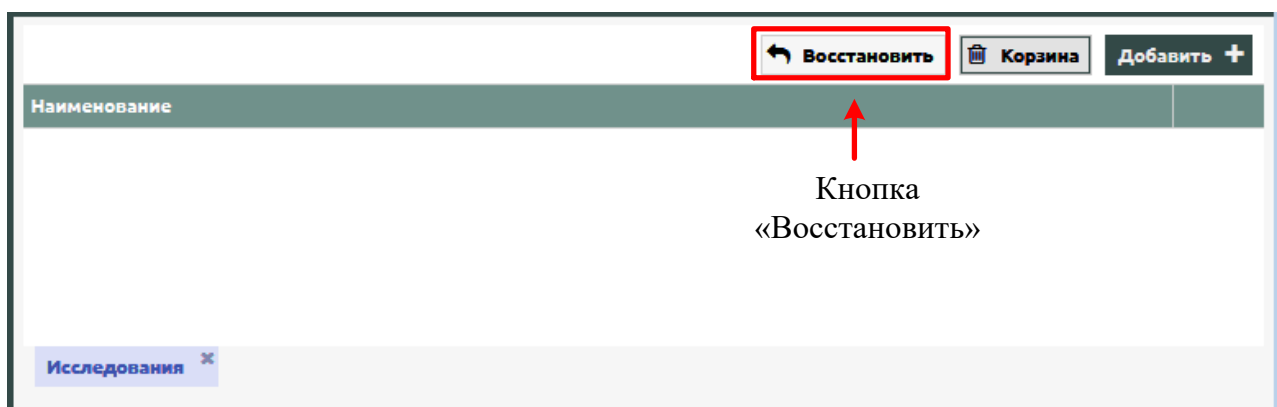 Восстановить Корзина Добавить +
Наименование
Кнопка
«Восстановить»
Исследования